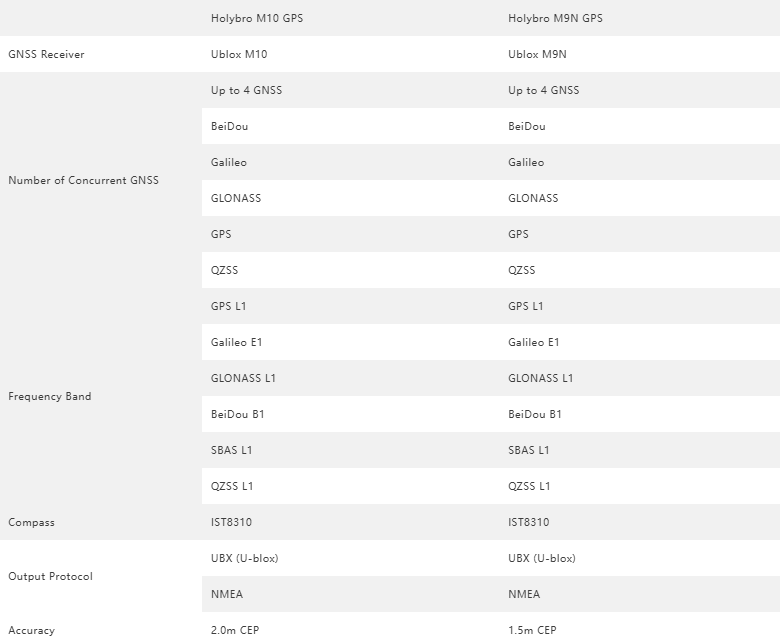 Holybro M10 GPS Holybro M9N GPS
GNSS Receiver Ublox M10 Ublox M9N
Number of Concurrent GNSS
Up to 4 GNSS Up to 4 GNSS
BeiDou BeiDou
Galileo Galileo
GLONASS GLONASS
GPS GPS
QZSS QZSS
Frequency Band
GPS L1 GPS L1
Galileo E1 Galileo E1
GLONASS L1 GLONASS L1
BeiDou B1 BeiDou B1
SBAS L1 SBAS L1
QZSS L1 QZSS L1
Compass IST8310 IST8310
Output Protocol
UBX (U-blox) UBX (U-blox)
NMEA NMEA
Accuracy 2.0m CEP 1.5m CEP